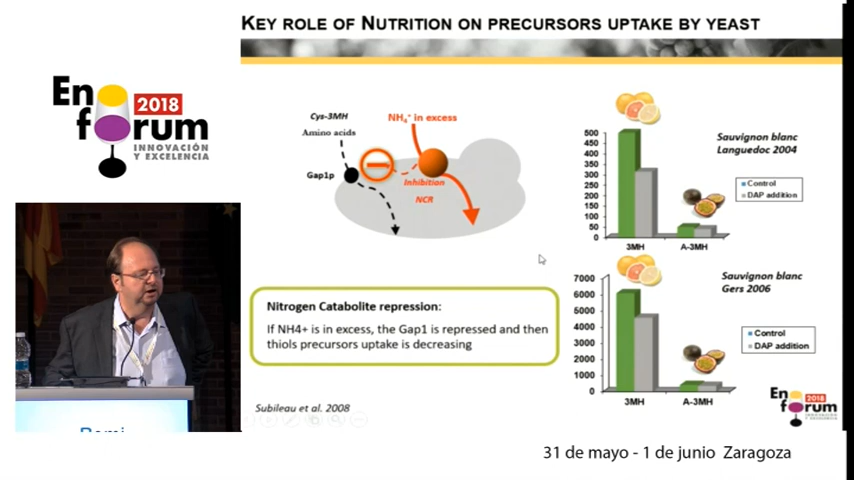 KEY ROLE OF NUTRITION ON PRECURSORS UPTAKE BY YEAST
En
forum
2018
INNOVACIÓN
Y EXCELENCIA
Cys-3MH
Amino acids
NH4+ in excess
Gap1p
Inhibition
NCR
Nitrogen Catabolite repression:
If NH4+ is in excess, the Gap1 is repressed and then
thiols precursors uptake is decreasing
Subileau et al. 2008
500
450
400
350
300
250
200
150
100
50
0
3MH
A-3MH
Sauvignon blanc
Languedoc 2004
Control
DAP addition
7000
6000
5000
4000
3000
2000
1000
0
3MH
A-3MH
Sauvignon blanc
Gers 2006
Control
DAP addition
En
forum
2018
31 de mayo - 1 de junio Zaragoza